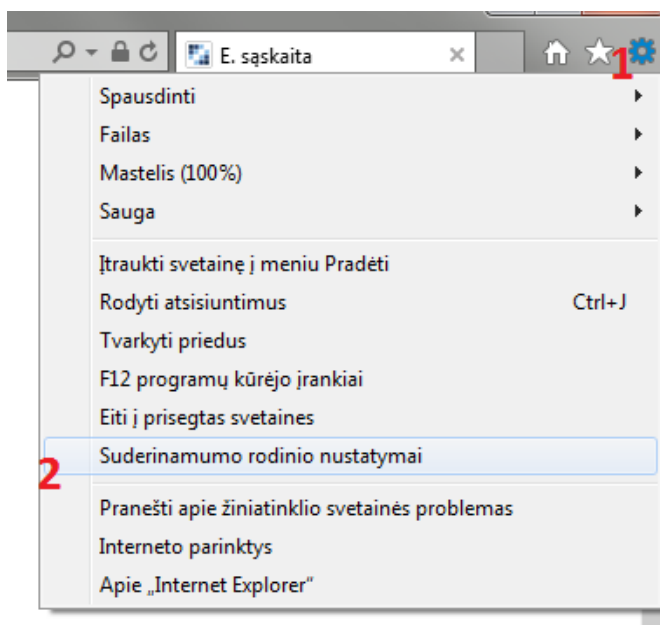 E. sąskaita
1
Spausdinti
Failas
Mastelis (100%)
Sauga
Įtraukti svetainę į meniu Pradėti
Rodyti atsisiuntimus Ctrl+J
Tvarkyti priedus
F12 programų kūrėjo įrankiai
Eiti į prisegtas svetaines
Suderinamumo rodinio nustatymai
2
Pranešti apie žiniatinklio svetainės problemas
Interneto parinktys
Apie „Internet Explorer“